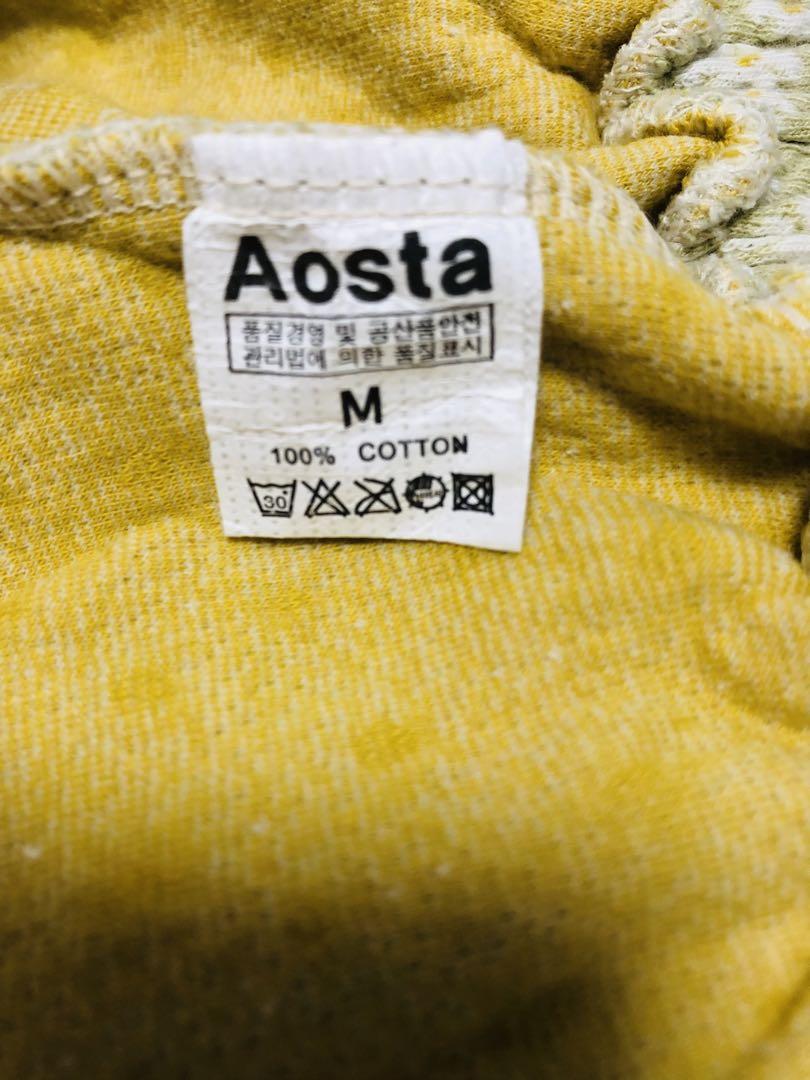 Aosta
품질경영 및 공산품안전
관리법에 의한 품질표시
M
100% COTTON
30